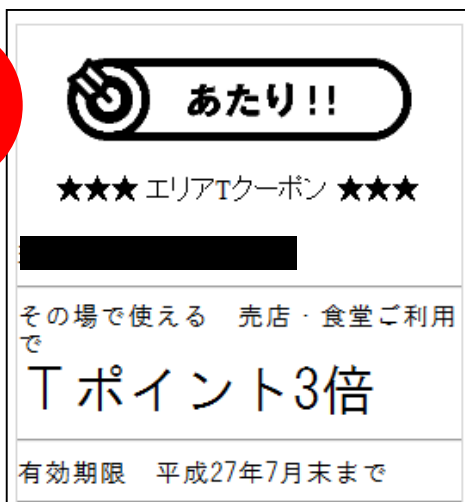 あたり!!
★★★ エリアTクーポン ★★★
その場で使える　売店・食堂ご利用
で
Tポイント3倍
有効期限　平成27年7月末まで